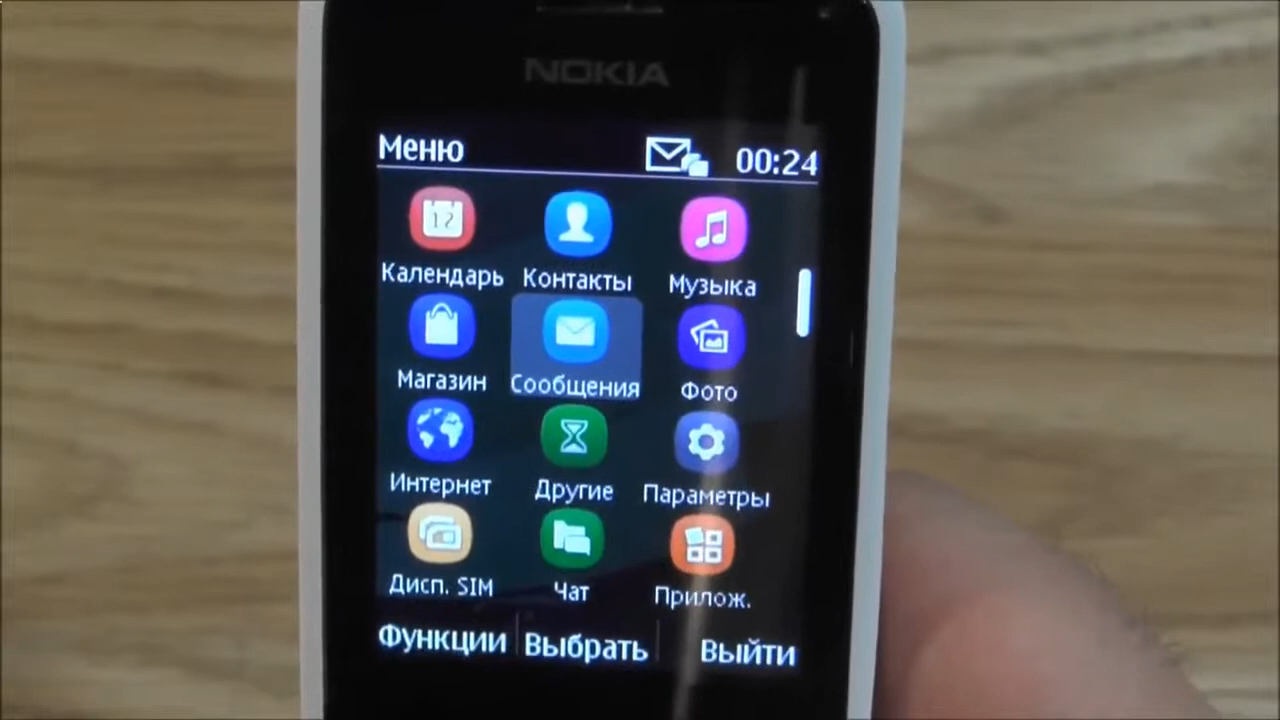 NOKIA
Меню 00:24
12
Календарь Контакты Музыка
Магазин Сообщения Фото
Интернет Другие Параметры
Дисп. SIM Чат Прилож.
Функции Выбрать Выйти